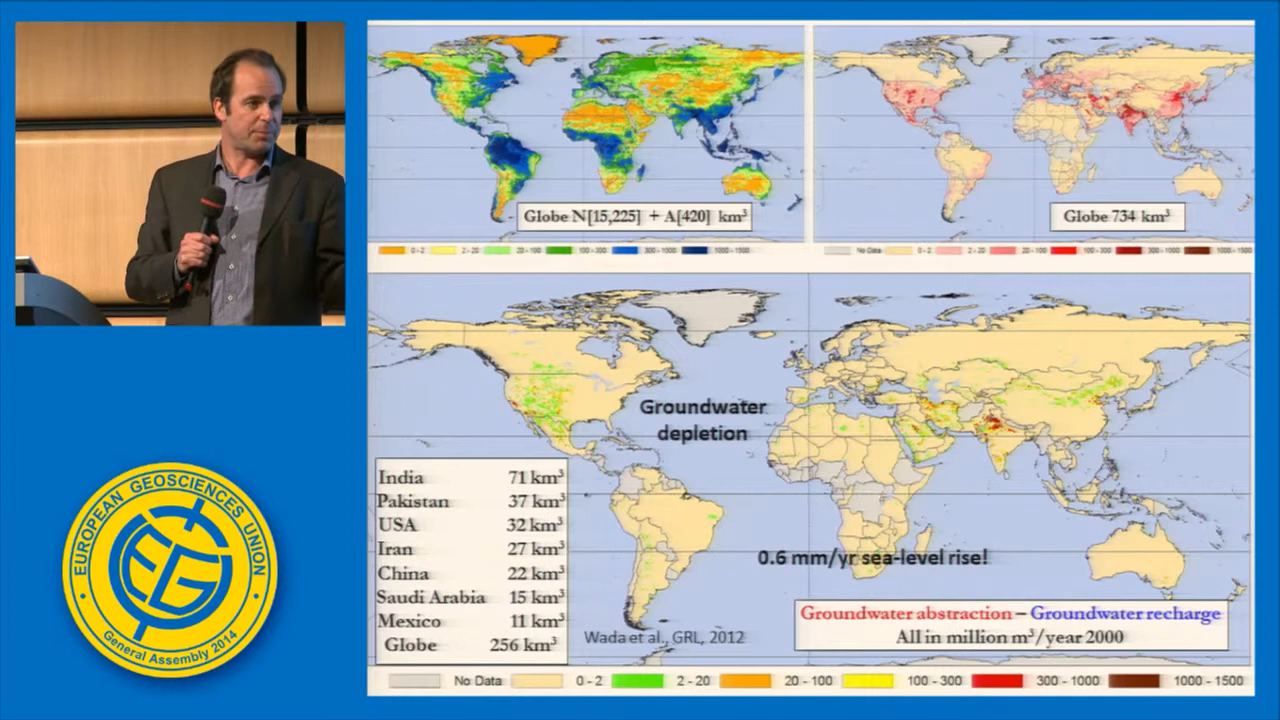 Globe N[15,225] + A[420] km³
0 - 2 2 - 20 20 - 100 100 - 300 300 - 1000 1000 - 1500
Globe 734 km³
No Data 0 - 2 2 - 20 20 - 100 100 - 300 300 - 1000 1000 - 1500
Groundwater
depletion
India 71 km³
Pakistan 37 km³
USA 32 km³
Iran 27 km³
China 22 km³
Saudi Arabia 15 km³
Mexico 11 km³
Globe 256 km³
0.6 mm/yr sea-level rise!
Wada et al., GRL, 2012
Groundwater abstraction – Groundwater recharge
All in million m³/year 2000
No Data 0 - 2 2 - 20 20 - 100 100 - 300 300 - 1000 1000 - 1500
EUROPEAN GEOSCIENCES UNION
EGU
General Assembly 2014